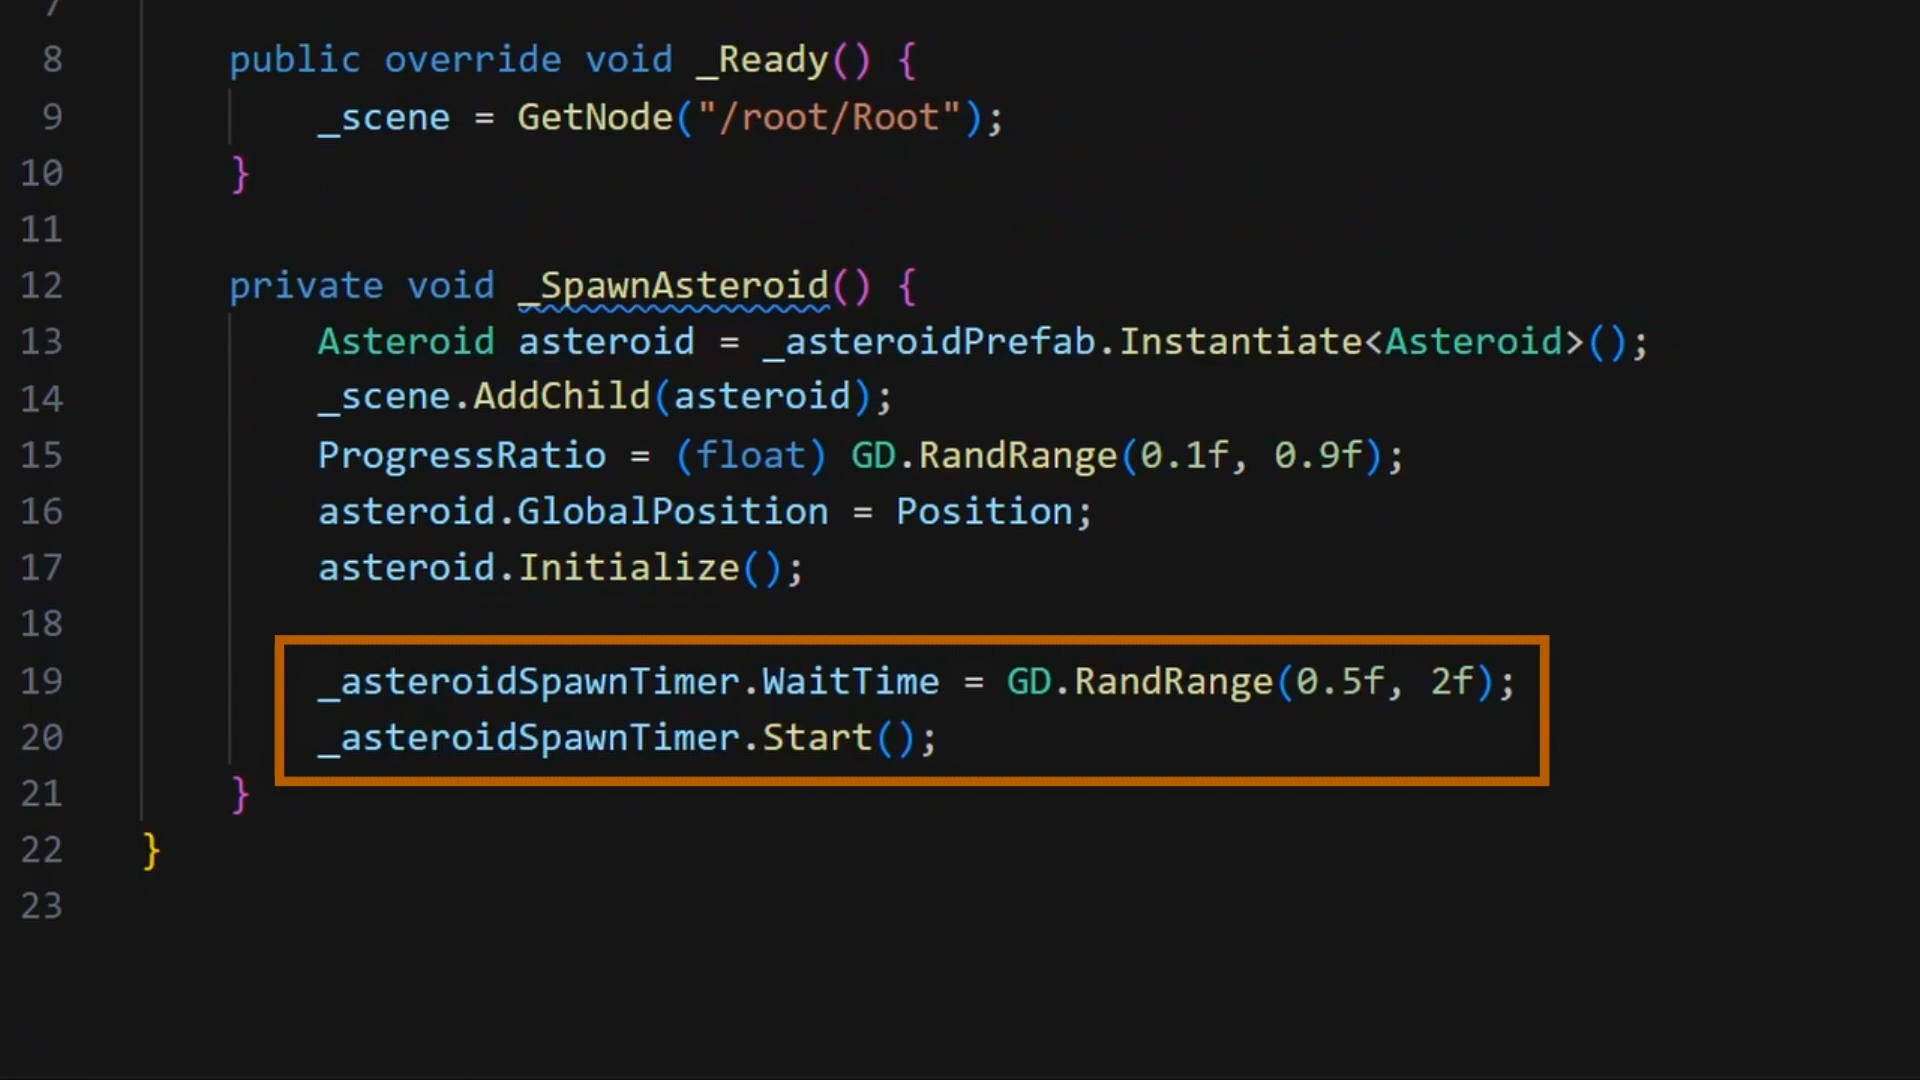 8 public override void _Ready() {
9 _scene = GetNode("/root/Root");
10 }
11
12 private void _SpawnAsteroid() {
13 Asteroid asteroid = _asteroidPrefab.Instantiate<Asteroid>();
14 _scene.AddChild(asteroid);
15 ProgressRatio = (float) GD.RandRange(0.1f, 0.9f);
16 asteroid.GlobalPosition = Position;
17 asteroid.Initialize();
18
19 _asteroidSpawnTimer.WaitTime = GD.RandRange(0.5f, 2f);
20 _asteroidSpawnTimer.Start();
21 }
22 }
23